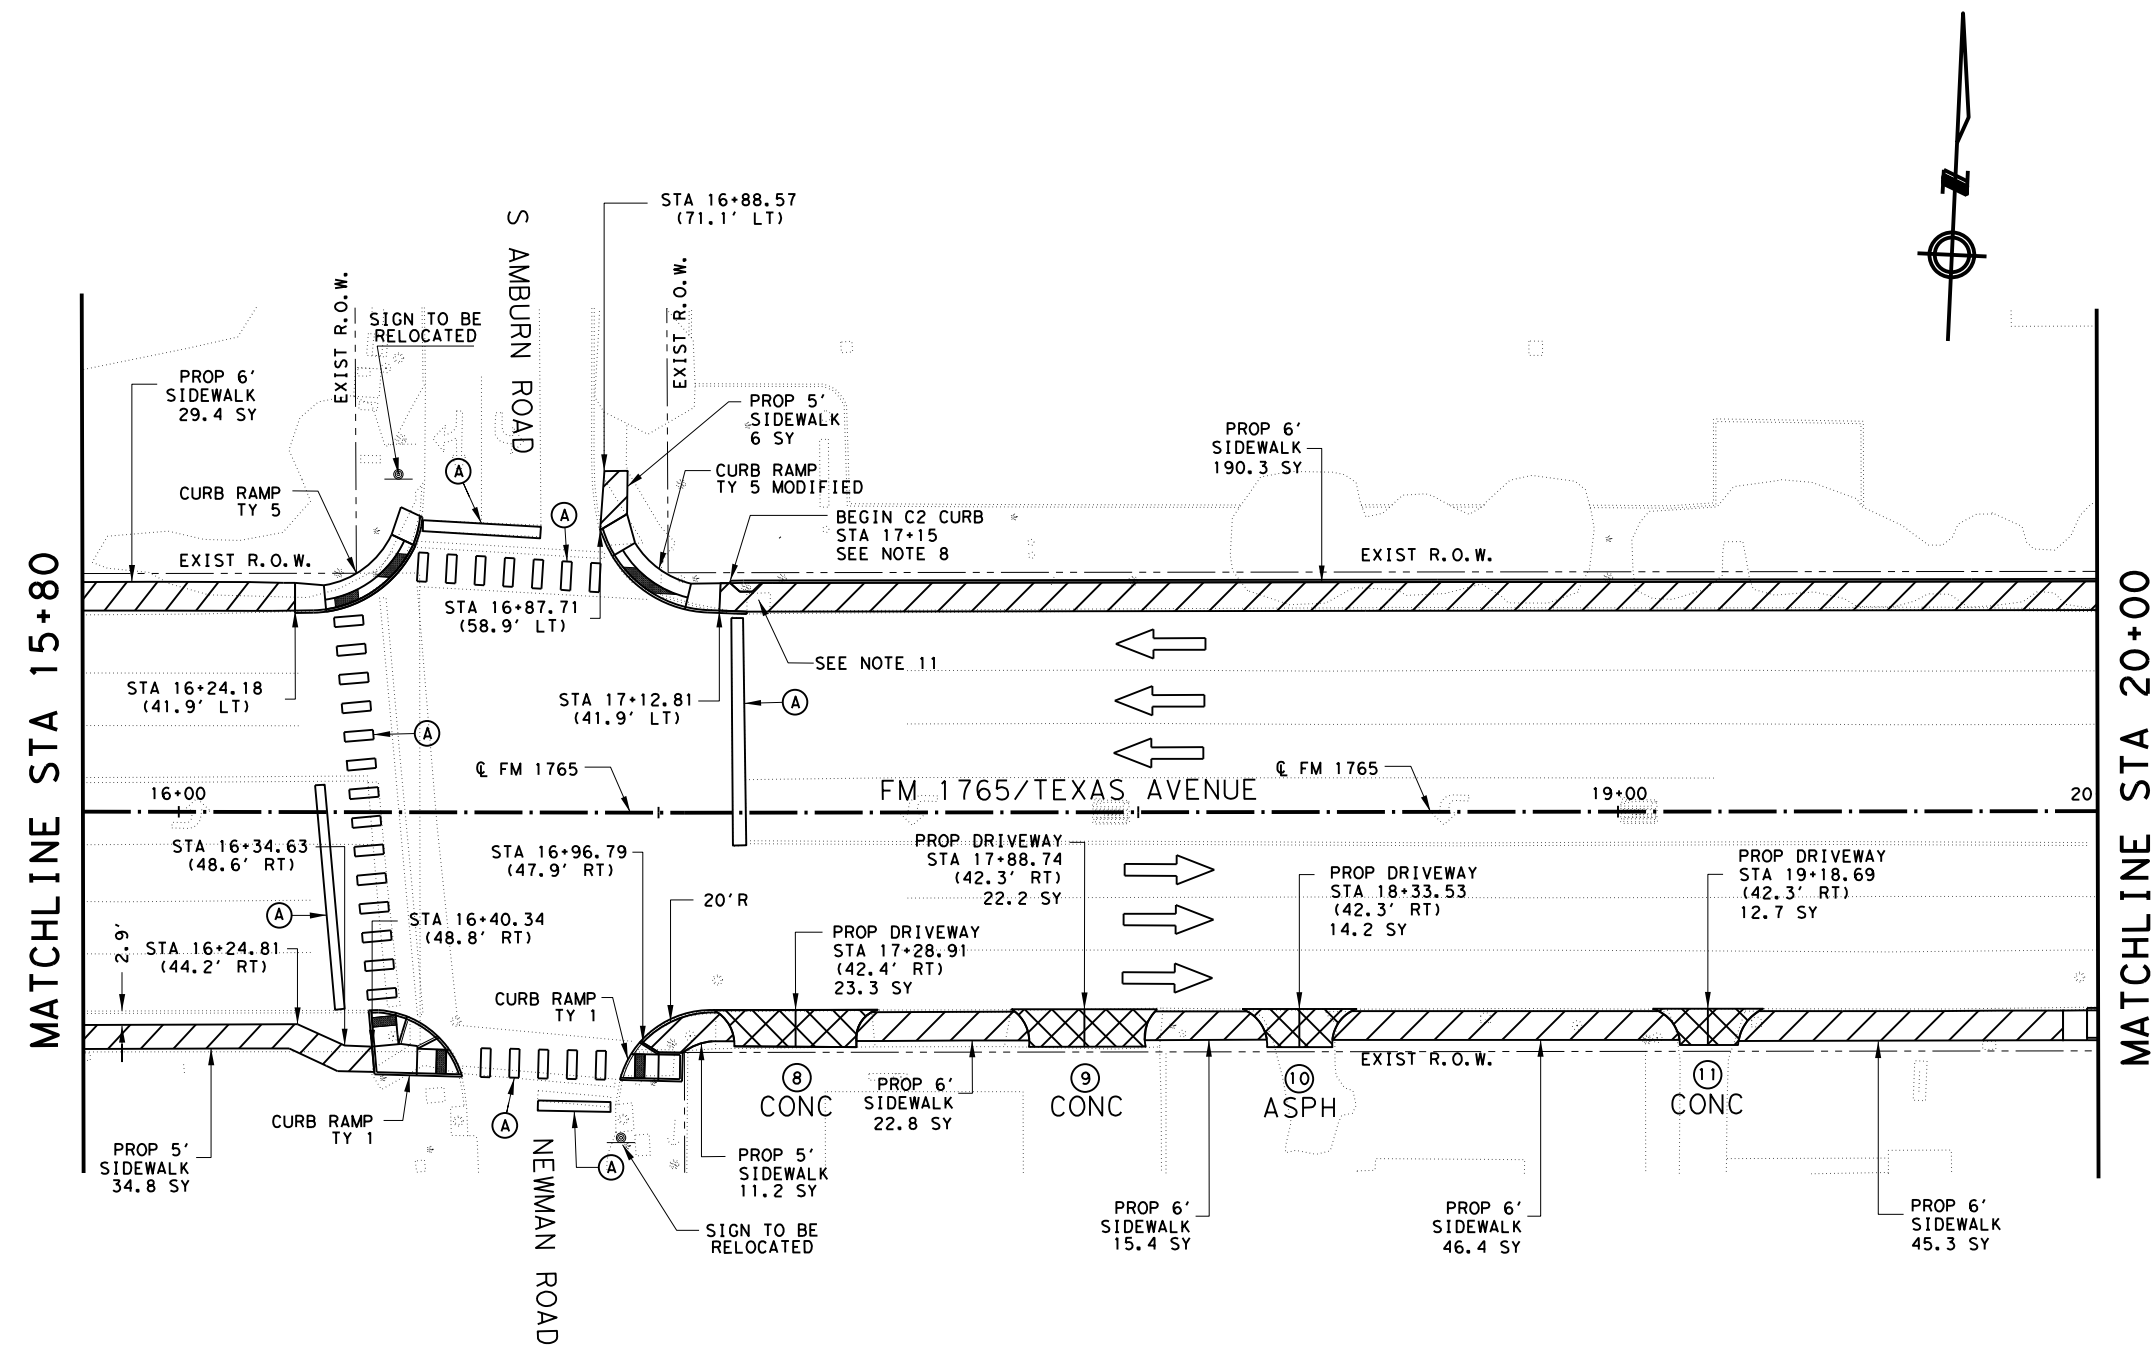 STA 16+88.57
(71.1' LT)
S AMBURN ROAD
EXIST R.O.W.
EXIST R.O.W.
SIGN TO BE
RELOCATED
PROP 6'
SIDEWALK
29.4 SY
PROP 5'
SIDEWALK
6 SY
PROP 6'
SIDEWALK
190.3 SY
A
CURB RAMP
TY 5 MODIFIED
CURB RAMP
TY 5
A
BEGIN C2 CURB
STA 17+15
SEE NOTE 8
EXIST R.O.W.
EXIST R.O.W.
MATCHLINE STA 15+80
MATCHLINE STA 20+00
STA 16+87.71
(58.9' LT)
SEE NOTE 11
STA 16+24.18
(41.9' LT)
STA 17+12.81
(41.9' LT)
A
A
℄ FM 1765
℄ FM 1765
16+00
FM 1765/TEXAS AVENUE
19+00
20
STA 16+34.63
(48.6' RT)
STA 16+96.79
(47.9' RT)
PROP DRIVEWAY
STA 17+88.74
(42.3' RT)
22.2 SY
PROP DRIVEWAY
STA 18+33.53
(42.3' RT)
14.2 SY
PROP DRIVEWAY
STA 19+18.69
(42.3' RT)
12.7 SY
20'R
A
STA 16+40.34
(48.8' RT)
2.9'
STA 16+24.81
(44.2' RT)
PROP DRIVEWAY
STA 17+28.91
(42.4' RT)
23.3 SY
CURB RAMP
TY 1
EXIST R.O.W.
8
CONC
9
CONC
10
ASPH
11
CONC
PROP 6'
SIDEWALK
22.8 SY
CURB RAMP
TY 1
A
PROP 5'
SIDEWALK
34.8 SY
NEWMAN ROAD
A
PROP 5'
SIDEWALK
11.2 SY
SIGN TO BE
RELOCATED
PROP 6'
SIDEWALK
15.4 SY
PROP 6'
SIDEWALK
46.4 SY
PROP 6'
SIDEWALK
45.3 SY